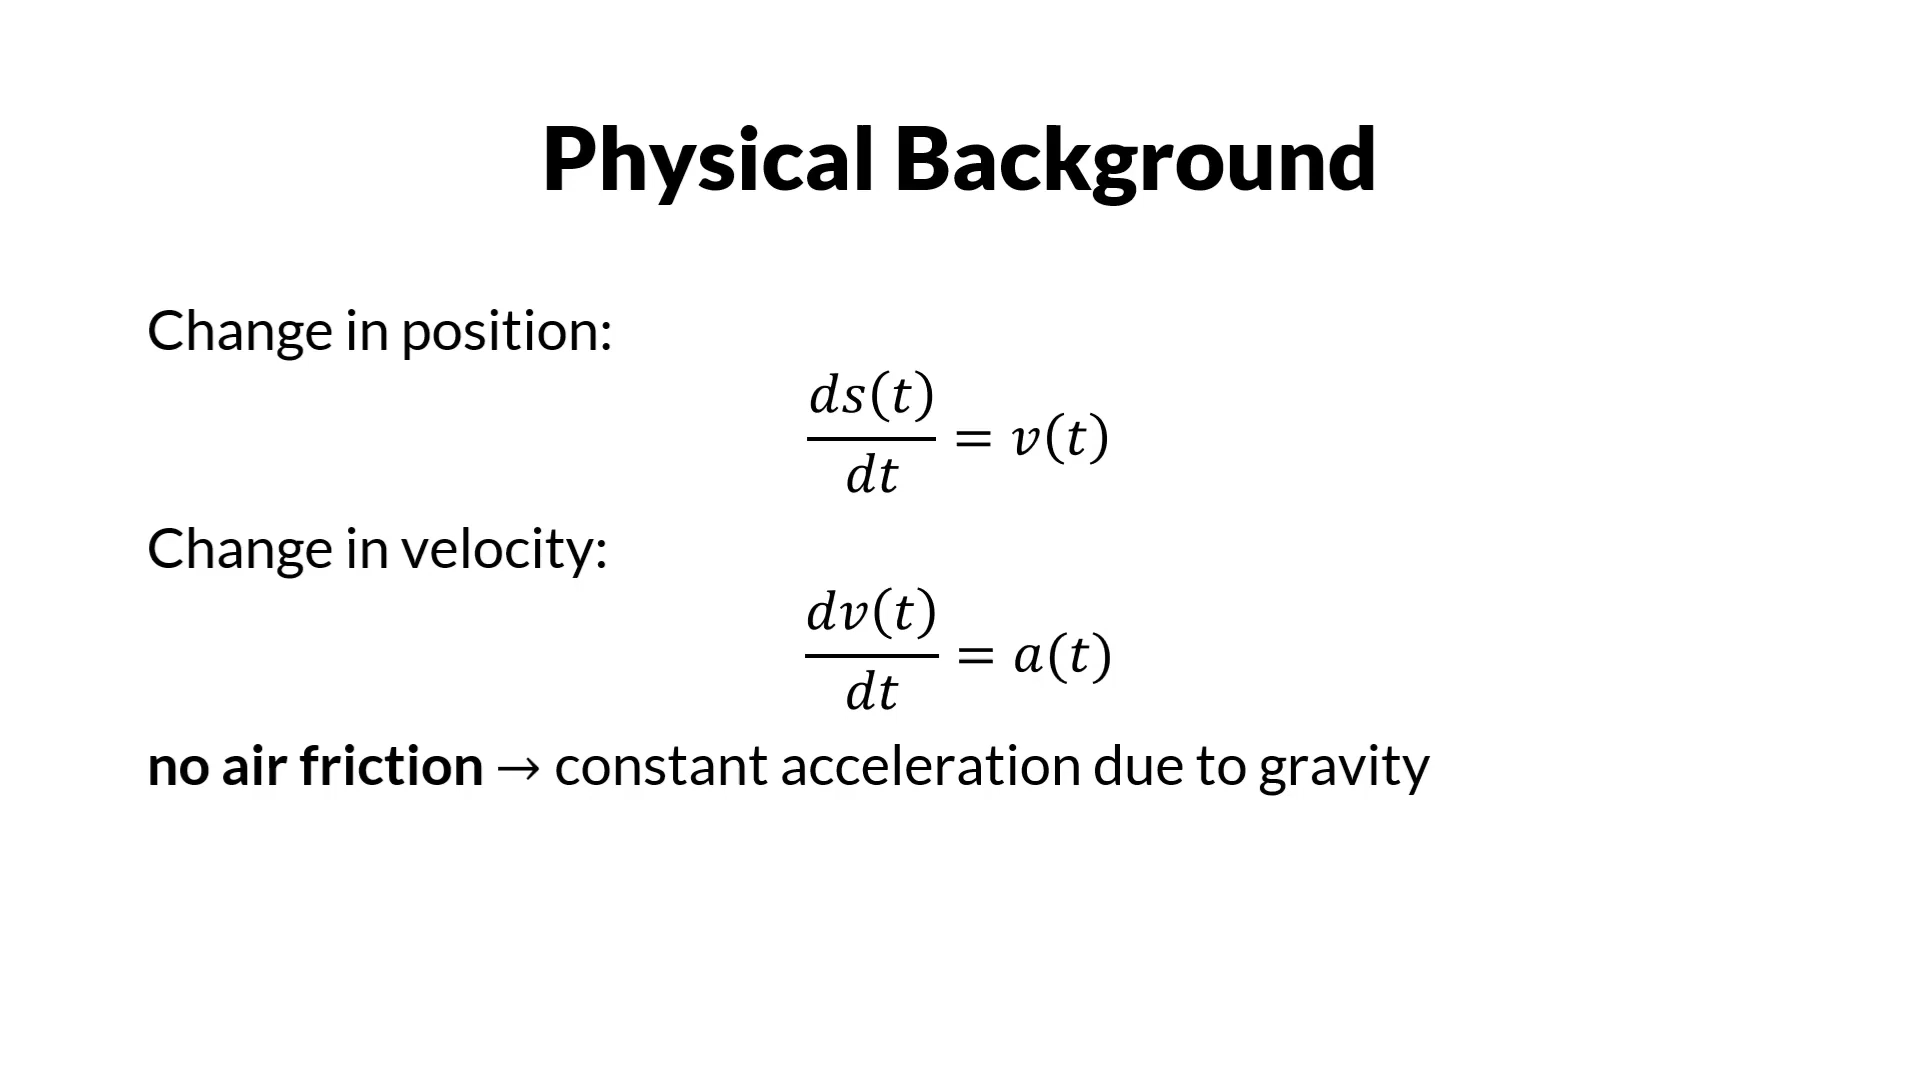 Physical Background
Change in position:
ds(t)/dt = v(t)
Change in velocity:
dv(t)/dt = a(t)
no air friction → constant acceleration due to gravity